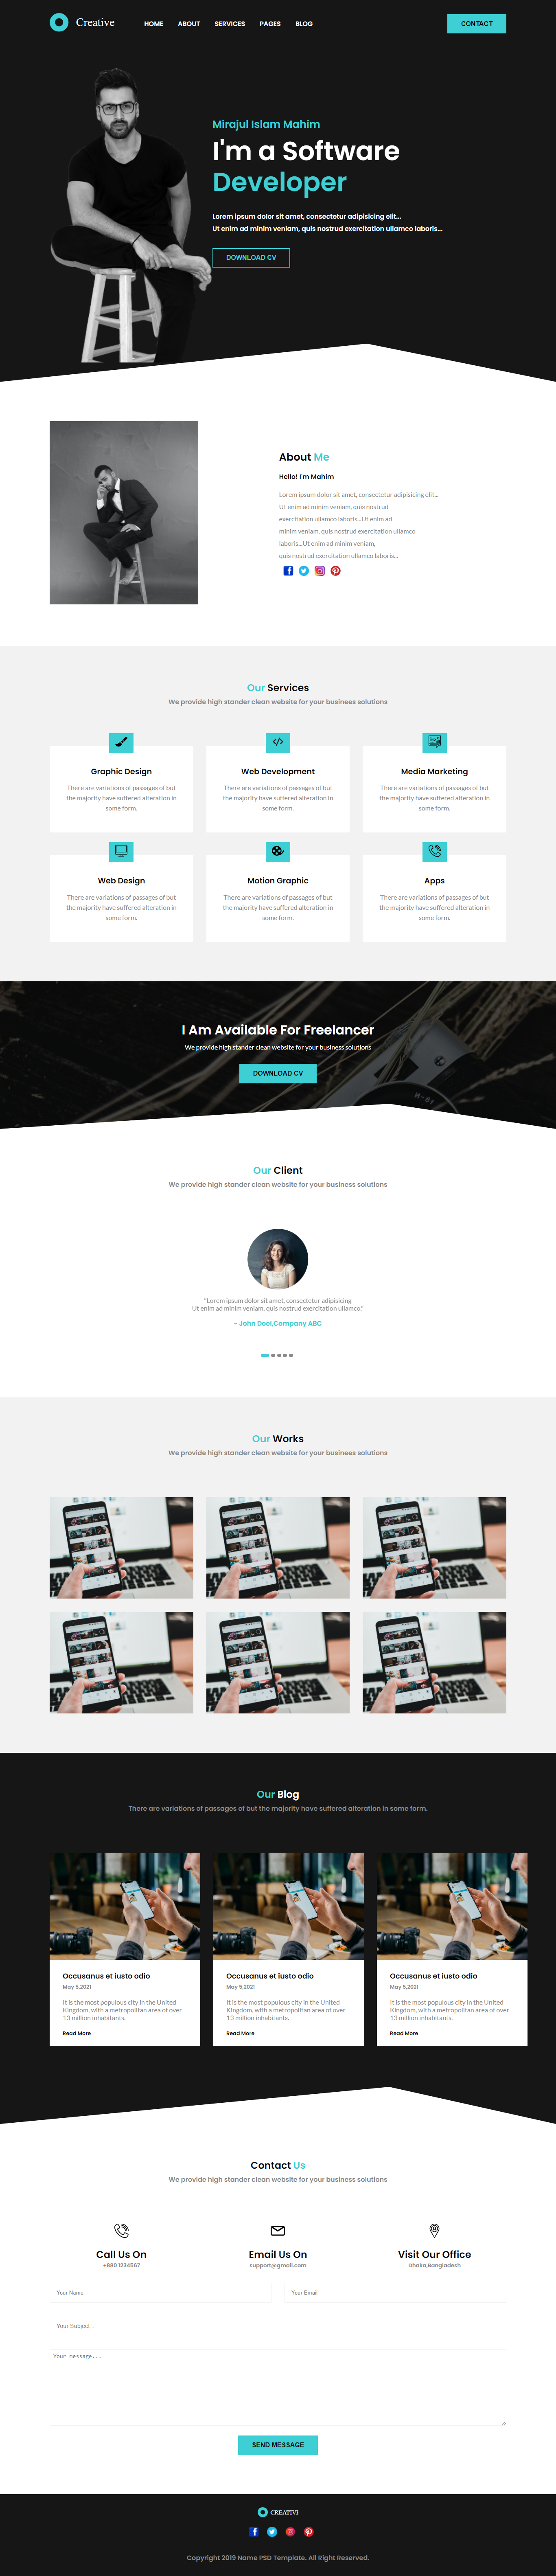 Creative
HOME ABOUT SERVICES PAGES BLOG
CONTACT
Mirajul Islam Mahim
I'm a Software
Developer
Lorem ipsum dolor sit amet, consectetur adipisicing elit...
Ut enim ad minim veniam, quis nostrud exercitation ullamco laboris...
DOWNLOAD CV
About Me
Hello! I'm Mahim
Lorem ipsum dolor sit amet, consectetur adipisicing elit...
Ut enim ad minim veniam, quis nostrud
exercitation ullamco laboris...Ut enim ad
minim veniam, quis nostrud exercitation ullamco
laboris...Ut enim ad minim veniam,
quis nostrud exercitation ullamco laboris...
Our Services
We provide high stander clean website for your businees solutions
Graphic Design
There are variations of passages of but
the majority have suffered alteration in
some form.
Web Development
There are variations of passages of but
the majority have suffered alteration in
some form.
Media Marketing
There are variations of passages of but
the majority have suffered alteration in
some form.
Web Design
There are variations of passages of but
the majority have suffered alteration in
some form.
Motion Graphic
There are variations of passages of but
the majority have suffered alteration in
some form.
Apps
There are variations of passages of but
the majority have suffered alteration in
some form.
I Am Available For Freelancer
We provide high stander clean website for your business solutions
DOWNLOAD CV
H-61
Our Client
We provide high stander clean website for your business solutions
"Lorem ipsum dolor sit amet, consectetur adipisicing
Ut enim ad minim veniam, quis nostrud exercitation ullamco."
- John Doel,Company ABC
Our Works
We provide high stander clean website for your businees solutions
Our Blog
There are variations of passages of but the majority have suffered alteration in some form.
Occusanus et iusto odio
May 5,2021
It is the most populous city in the United
Kingdom, with a metropolitan area of over
13 million inhabitants.
Read More
Occusanus et iusto odio
May 5,2021
It is the most populous city in the United
Kingdom, with a metropolitan area of over
13 million inhabitants.
Read More
Occusanus et iusto odio
May 5,2021
It is the most populous city in the United
Kingdom, with a metropolitan area of over
13 million inhabitants.
Read More
Contact Us
We provide high stander clean website for your business solutions
Call Us On
+880 1234567
Email Us On
support@gmail.com
Visit Our Office
Dhaka,Bangladesh
Your Name
Your Email
Your Subject...
Your message...
SEND MESSAGE
CREATIVI
Copyright 2019 Name PSD Template. All Right Reserved.